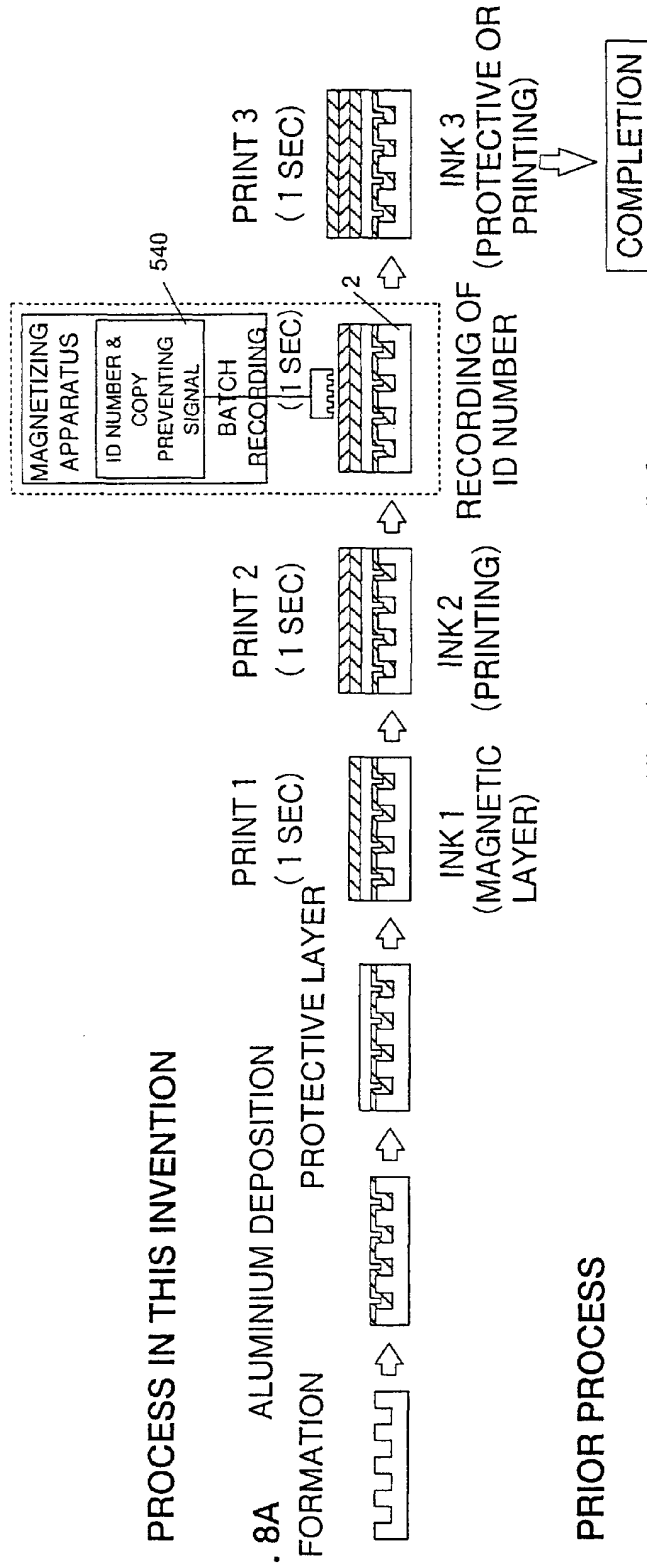 PROCESS IN THIS INVENTION
. 8A
ALUMINIUM DEPOSITION
FORMATION
PROTECTIVE LAYER
PRINT 1
(1 SEC)
INK 1
(MAGNETIC
LAYER)
PRINT 2
(1 SEC)
INK 2
(PRINTING)
MAGNETIZING
APPARATUS
ID NUMBER &
COPY
PREVENTING
SIGNAL
540
BATCH
RECORDING
(1 SEC)
2
RECORDING OF
ID NUMBER
PRINT 3
(1 SEC)
INK 3
(PROTECTIVE OR
PRINTING)
COMPLETION
PRIOR PROCESS